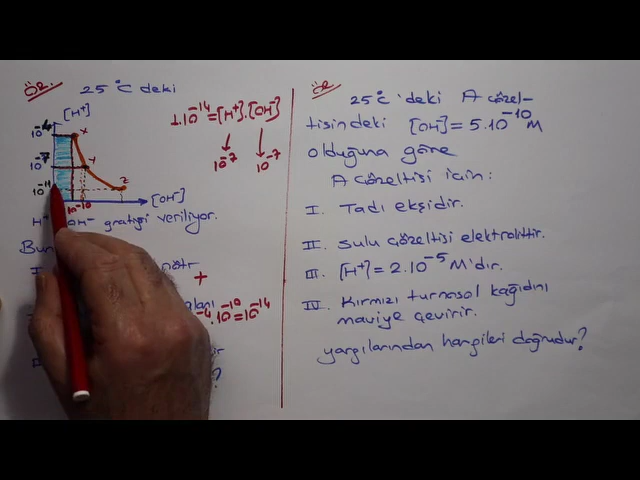 Ör.
25°C deki
[H+]
1.10⁻¹⁴=[H+].[OH⁻]
10⁻⁷ 10⁻⁷
10⁻⁴ X
10⁻⁷ Y
10⁻¹¹ Z
10⁻¹⁰ [OH⁻]
H+ OH⁻ grafiği veriliyor.
I nötr +
⁻⁴.10⁻¹⁰=10⁻¹⁴
?
Ör
25°C'deki A çözel-
tisindeki [OH⁻]=5.10⁻¹⁰M
olduğuna göre
A çözeltisi için:
I. Tadı ekşidir.
II. Sulu çözeltisi elektrolittir.
III. [H+]=2.10⁻⁵ M'dır.
IV. Kırmızı turnusol kağıdını
maviye çevirir.
yargılarından hangileri doğrudur?